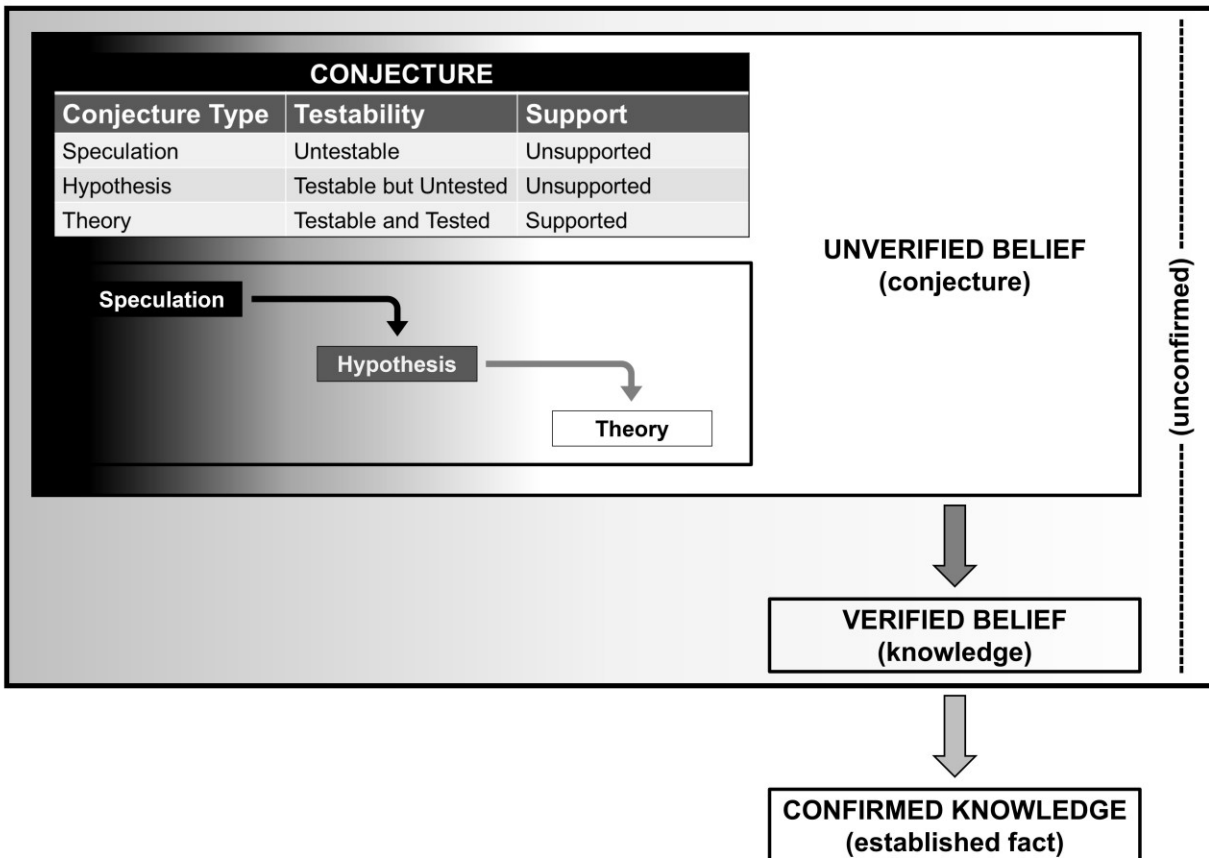 CONJECTURE
Conjecture Type Testability Support
Speculation Untestable Unsupported
Hypothesis Testable but Untested Unsupported
Theory Testable and Tested Supported
Speculation
Hypothesis
Theory
UNVERIFIED BELIEF
(conjecture)
(unconfirmed)
VERIFIED BELIEF
(knowledge)
CONFIRMED KNOWLEDGE
(established fact)